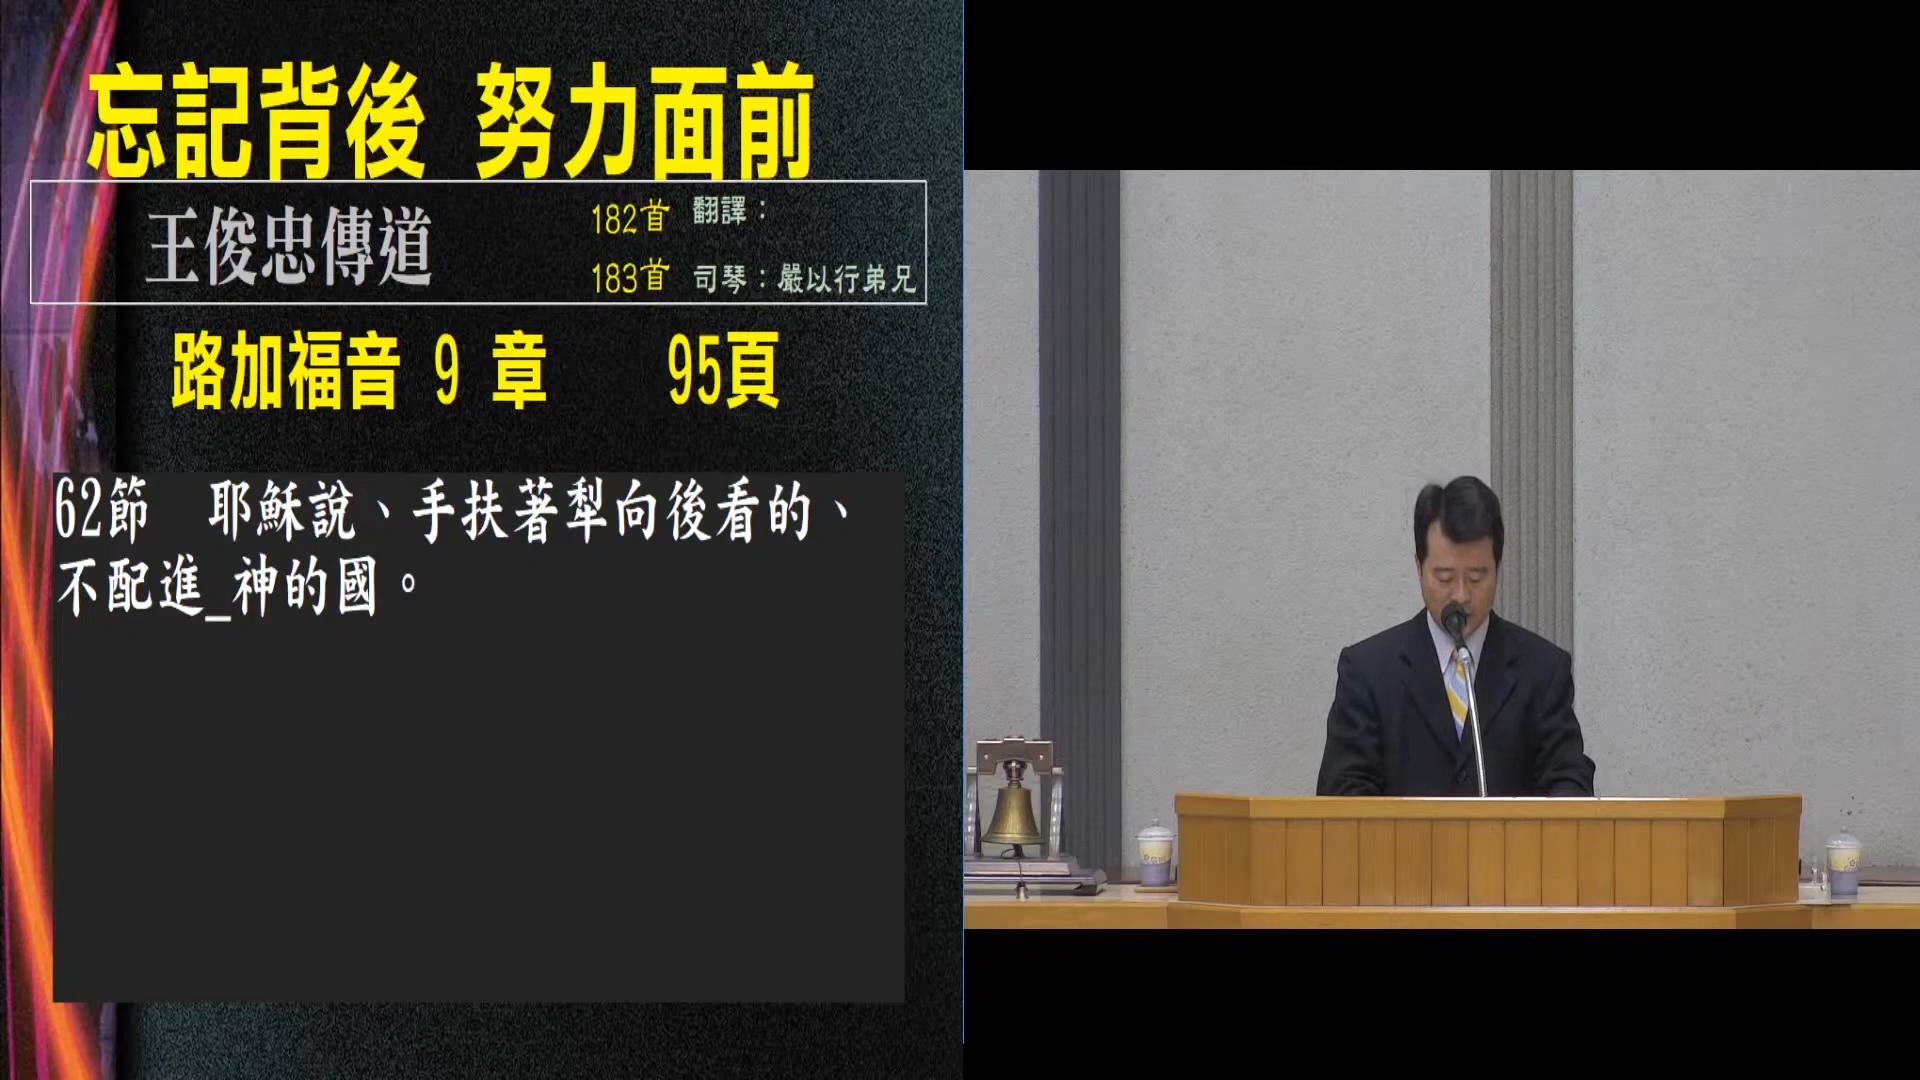 忘記背後 努力面前
王俊忠傳道
182首 翻譯：
183首 司琴：嚴以行弟兄
路加福音 9 章 95頁
62節 耶穌說、手扶著犁向後看的、
不配進_神的國。